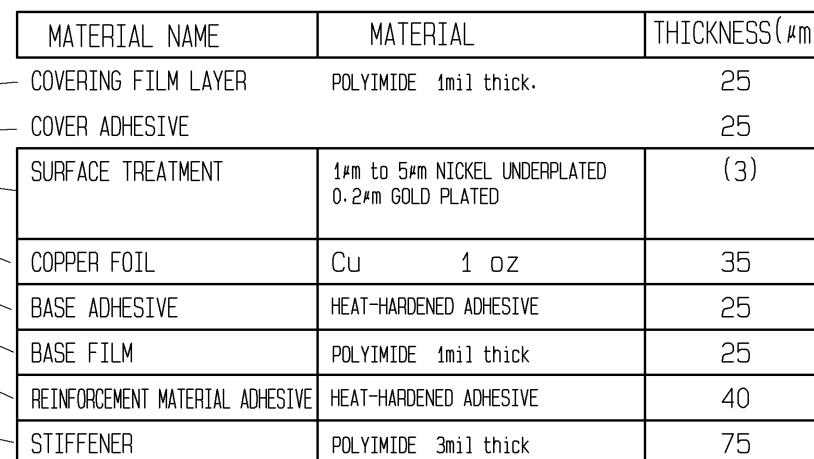 MATERIAL NAME MATERIAL THICKNESS(μm
COVERING FILM LAYER POLYIMIDE 1mil thick. 25
COVER ADHESIVE 25
SURFACE TREATMENT 1μm to 5μm NICKEL UNDERPLATED (3)
0.2μm GOLD PLATED
COPPER FOIL Cu 1 oz 35
BASE ADHESIVE HEAT-HARDENED ADHESIVE 25
BASE FILM POLYIMIDE 1mil thick 25
REINFORCEMENT MATERIAL ADHESIVE HEAT-HARDENED ADHESIVE 40
STIFFENER POLYIMIDE 3mil thick 75